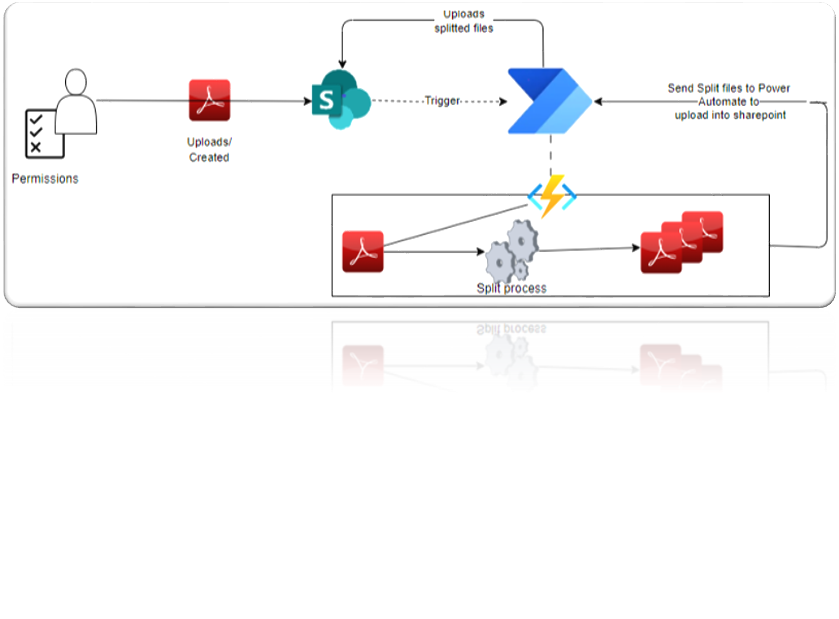 Uploads
splitted files
Send Split files to Power
Automate to
upload into sharepoint
S
Trigger
Uploads/
Created
Permissions
Split process